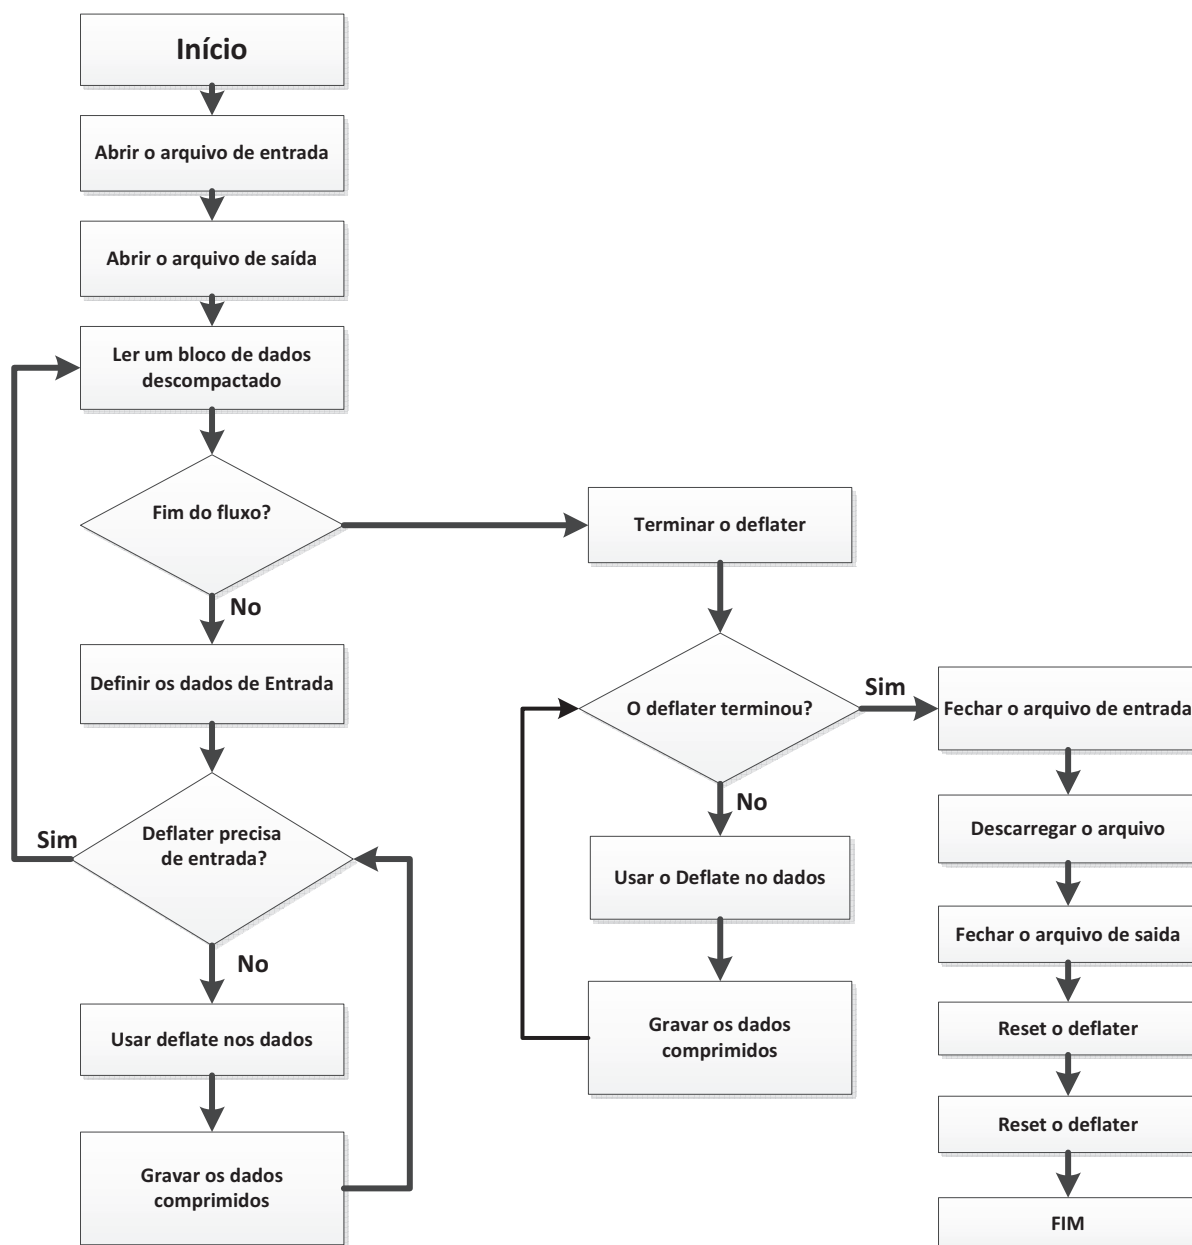 Início
Abrir o arquivo de entrada
Abrir o arquivo de saída
Ler um bloco de dados
descompactado
Fim do fluxo?
No
Definir os dados de Entrada
Deflater precisa
de entrada?
Sim
No
Usar deflate nos dados
Gravar os dados
comprimidos
Terminar o deflater
O deflater terminou?
Sim
No
Usar o Deflate no dados
Gravar os dados
comprimidos
Fechar o arquivo de entrada
Descarregar o arquivo
Fechar o arquivo de saida
Reset o deflater
Reset o deflater
FIM